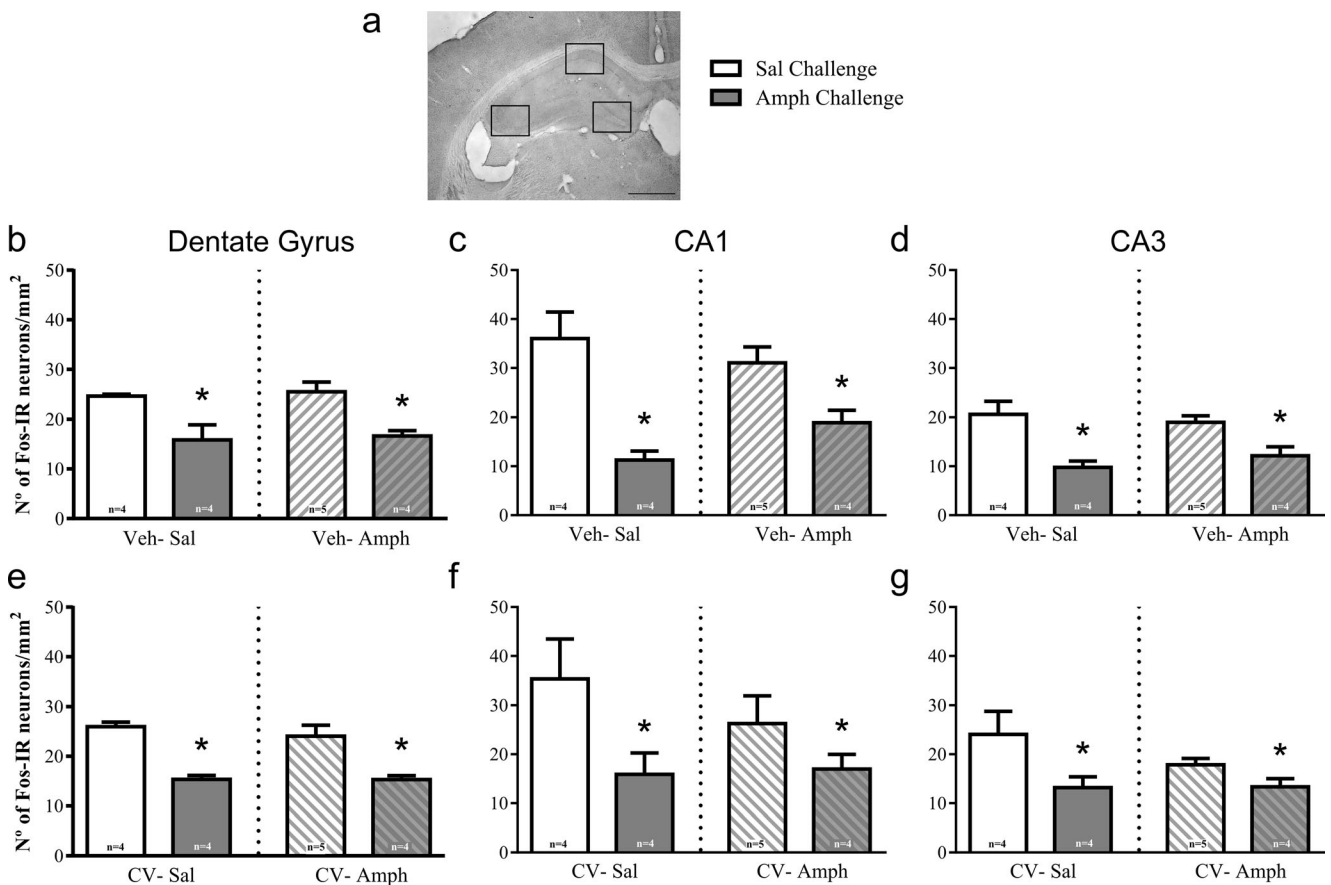 a
Sal Challenge
Amph Challenge
b Dentate Gyrus
c CA1
d CA3
Nº of Fos-IR neurons/mm²
50
40
30
20
10
0
* *
n=4 n=4 n=5 n=4
Veh- Sal Veh- Amph
50
40
30
20
10
0
* *
n=4 n=4 n=5 n=4
Veh- Sal Veh- Amph
50
40
30
20
10
0
* *
n=4 n=4 n=5 n=4
Veh- Sal Veh- Amph
e
f
g
Nº of Fos-IR neurons/mm²
50
40
30
20
10
0
* *
n=4 n=4 n=5 n=4
CV- Sal CV- Amph
50
40
30
20
10
0
* *
n=4 n=4 n=5 n=4
CV- Sal CV- Amph
50
40
30
20
10
0
* *
n=4 n=4 n=5 n=4
CV- Sal CV- Amph